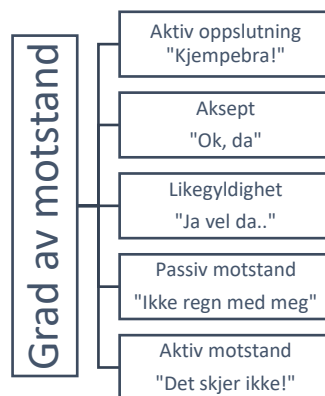 Grad av motstand
Aktiv oppslutning
"Kjempebra!"
Aksept
"Ok, da"
Likegyldighet
"Ja vel da.."
Passiv motstand
"Ikke regn med meg"
Aktiv motstand
"Det skjer ikke!"